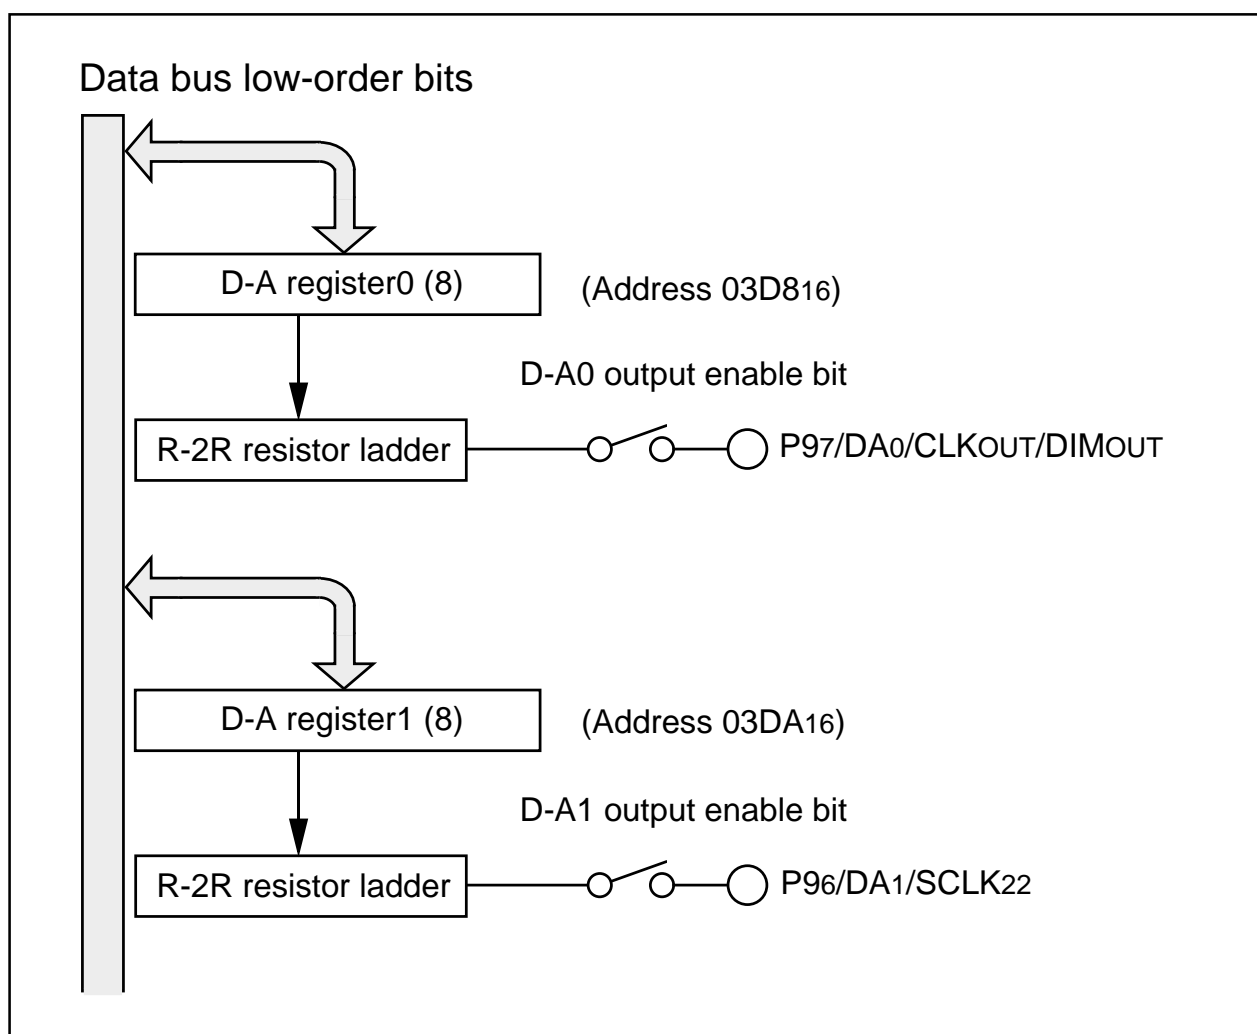 Data bus low-order bits
D-A register0 (8)
(Address 03D816)
D-A0 output enable bit
R-2R resistor ladder
P97/DA0/CLKOUT/DIMOUT
D-A register1 (8)
(Address 03DA16)
D-A1 output enable bit
R-2R resistor ladder
P96/DA1/SCLK22